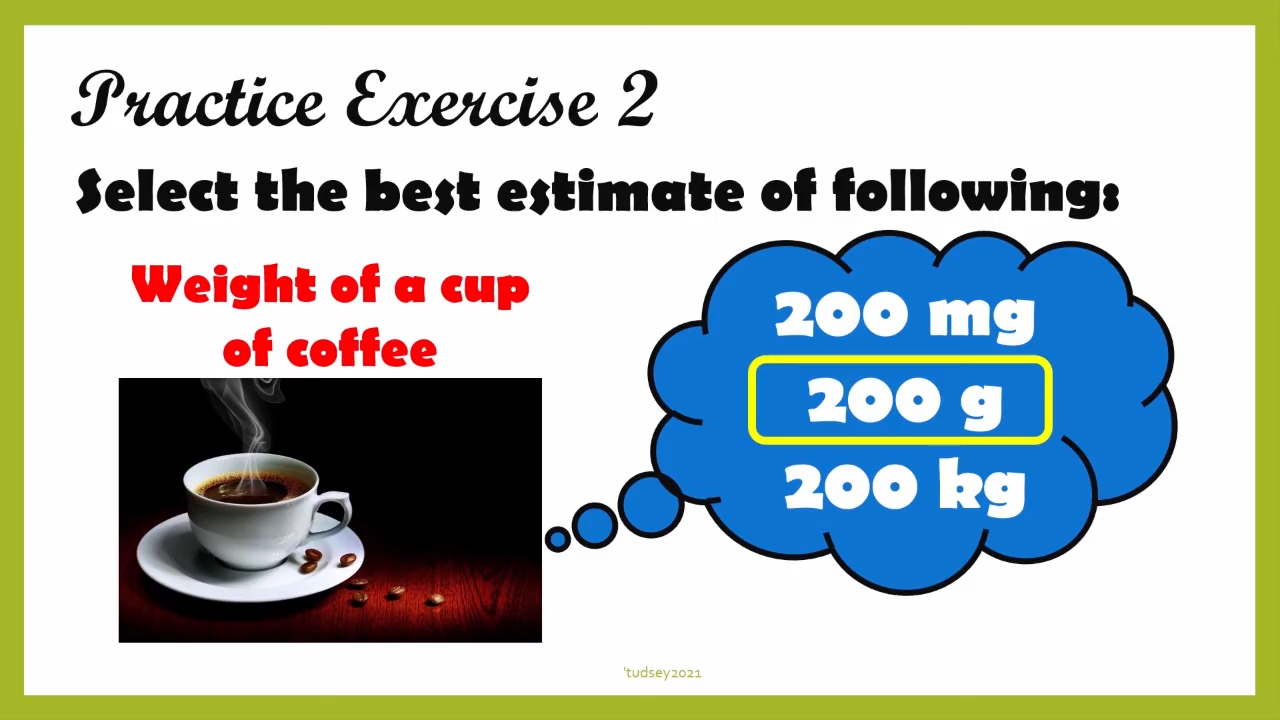 Practice Exercise 2
Select the best estimate of following:
Weight of a cup
of coffee
200 mg
200 g
200 kg
'tudsey2021